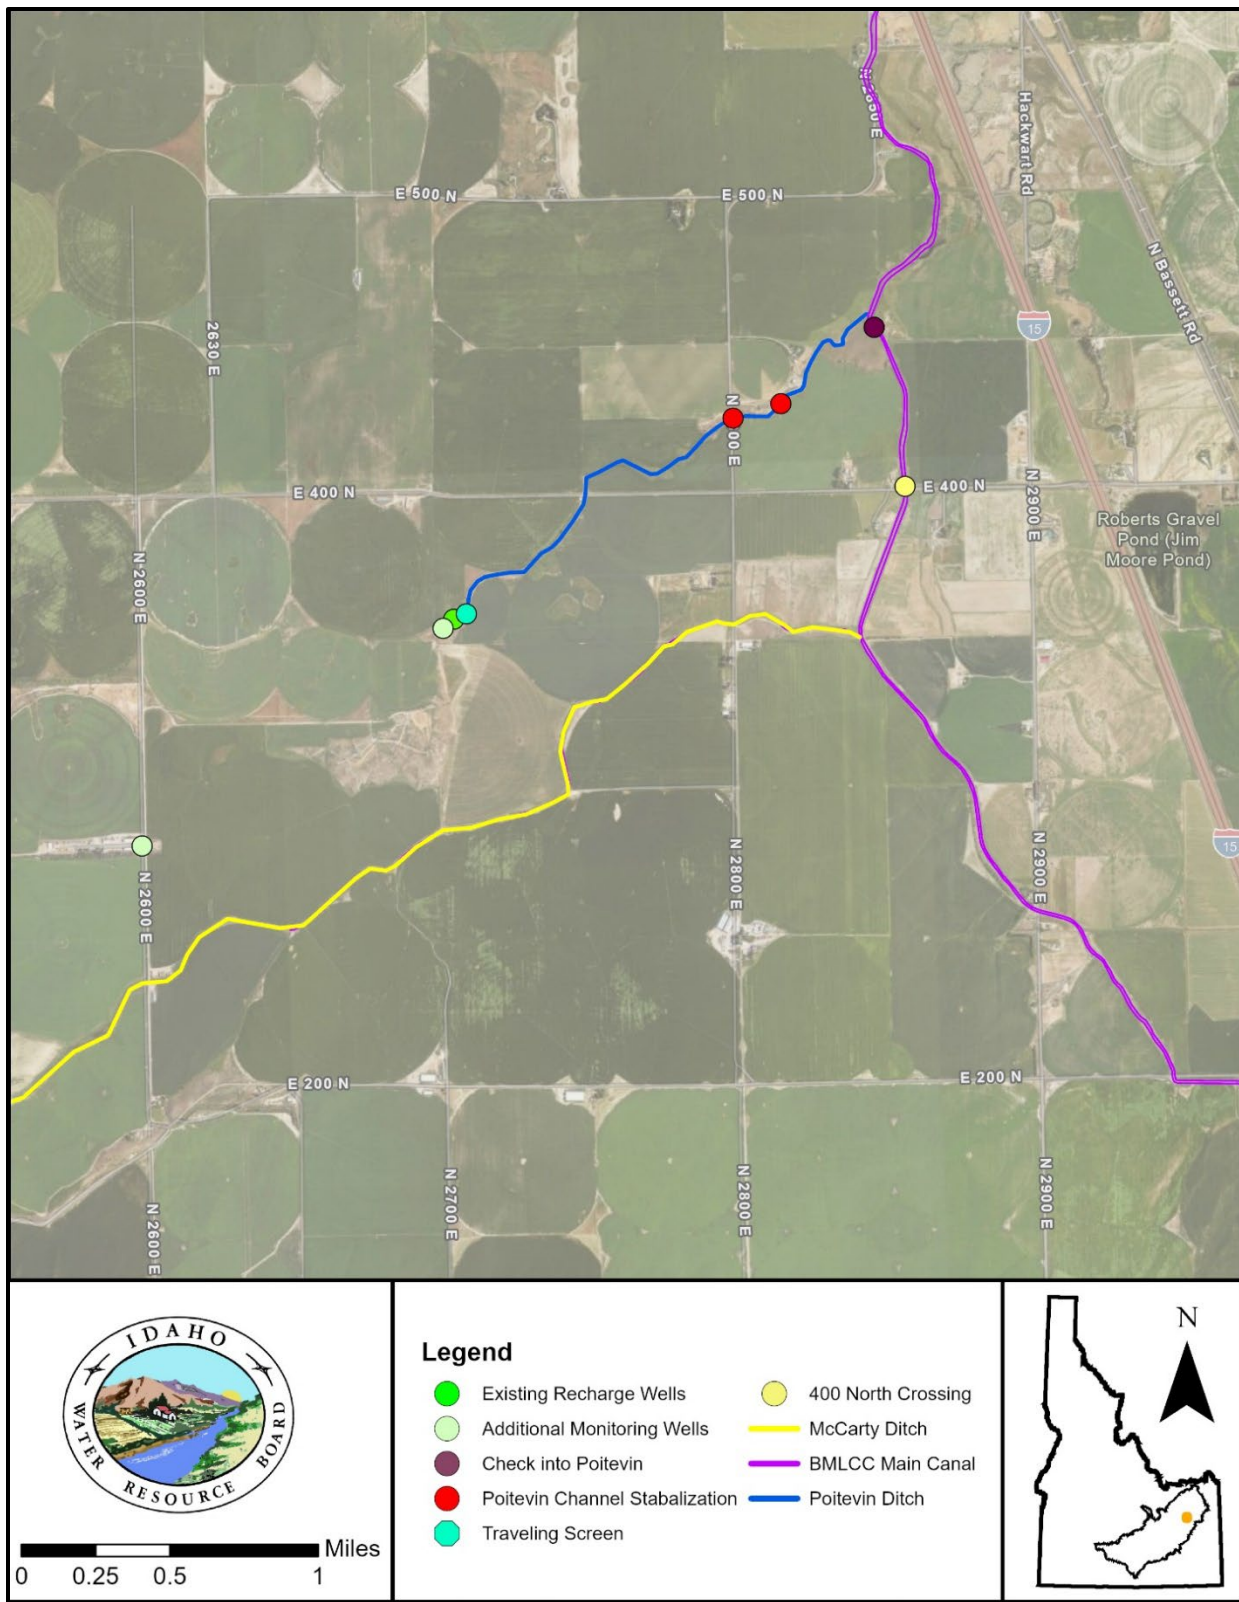 N 2850 E
Hackwart Rd
E 500 N
E 500 N
N Bassett Rd
2630 E
15
N 2800 E
E 400 N
E 400 N
N 2900 E
Roberts Gravel
Pond (Jim
Moore Pond)
N 2600 E
15
N 2600 E
N 2800 E
N 2900 E
E 200 N
E 200 N
N 2600 E
N 2700 E
N 2800 E
N 2900 E
IDAHO
WATER RESOURCE BOARD
Miles
0 0.25 0.5 1
Legend
Existing Recharge Wells
Additional Monitoring Wells
Check into Poitevin
Poitevin Channel Stabalization
Traveling Screen
400 North Crossing
McCarty Ditch
BMLCC Main Canal
Poitevin Ditch
N